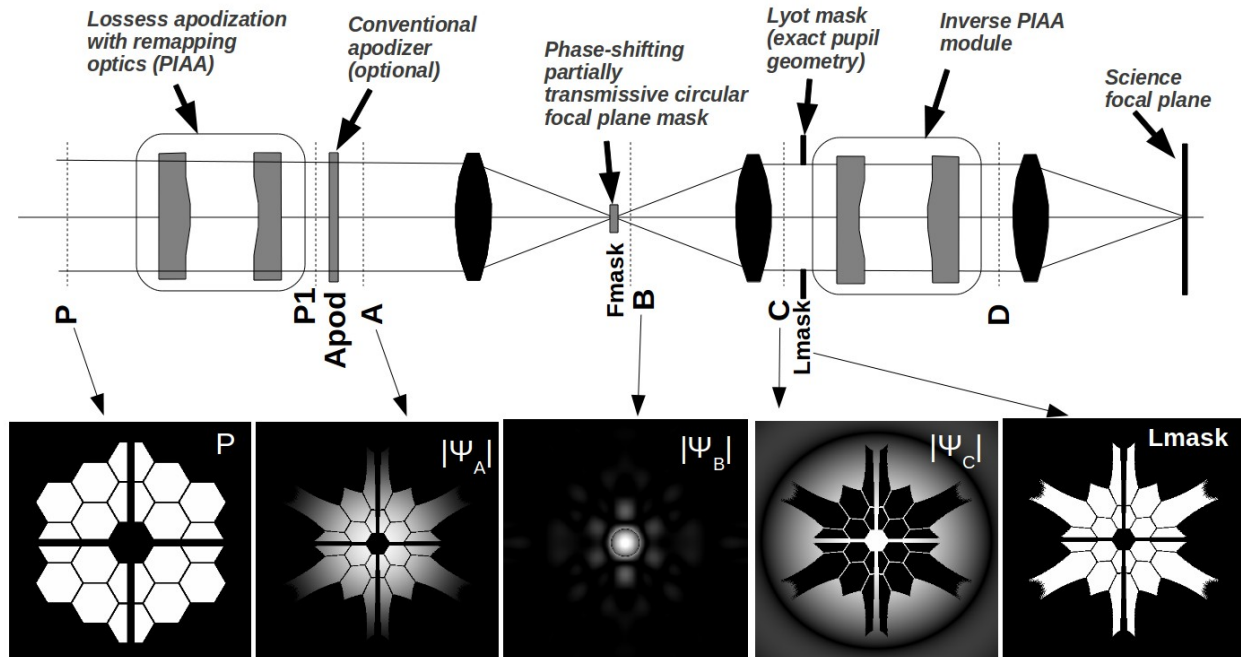 Lossess apodization
with remapping
optics (PIAA)
Conventional
apodizer
(optional)
Phase-shifting
partially
transmissive circular
focal plane mask
Lyot mask
(exact pupil
geometry)
Inverse PIAA
module
Science
focal plane
P
P1
Apod
A
Fmask
B
C
Lmask
D
P
|Ψ_A|
|Ψ_B|
|Ψ_C|
Lmask